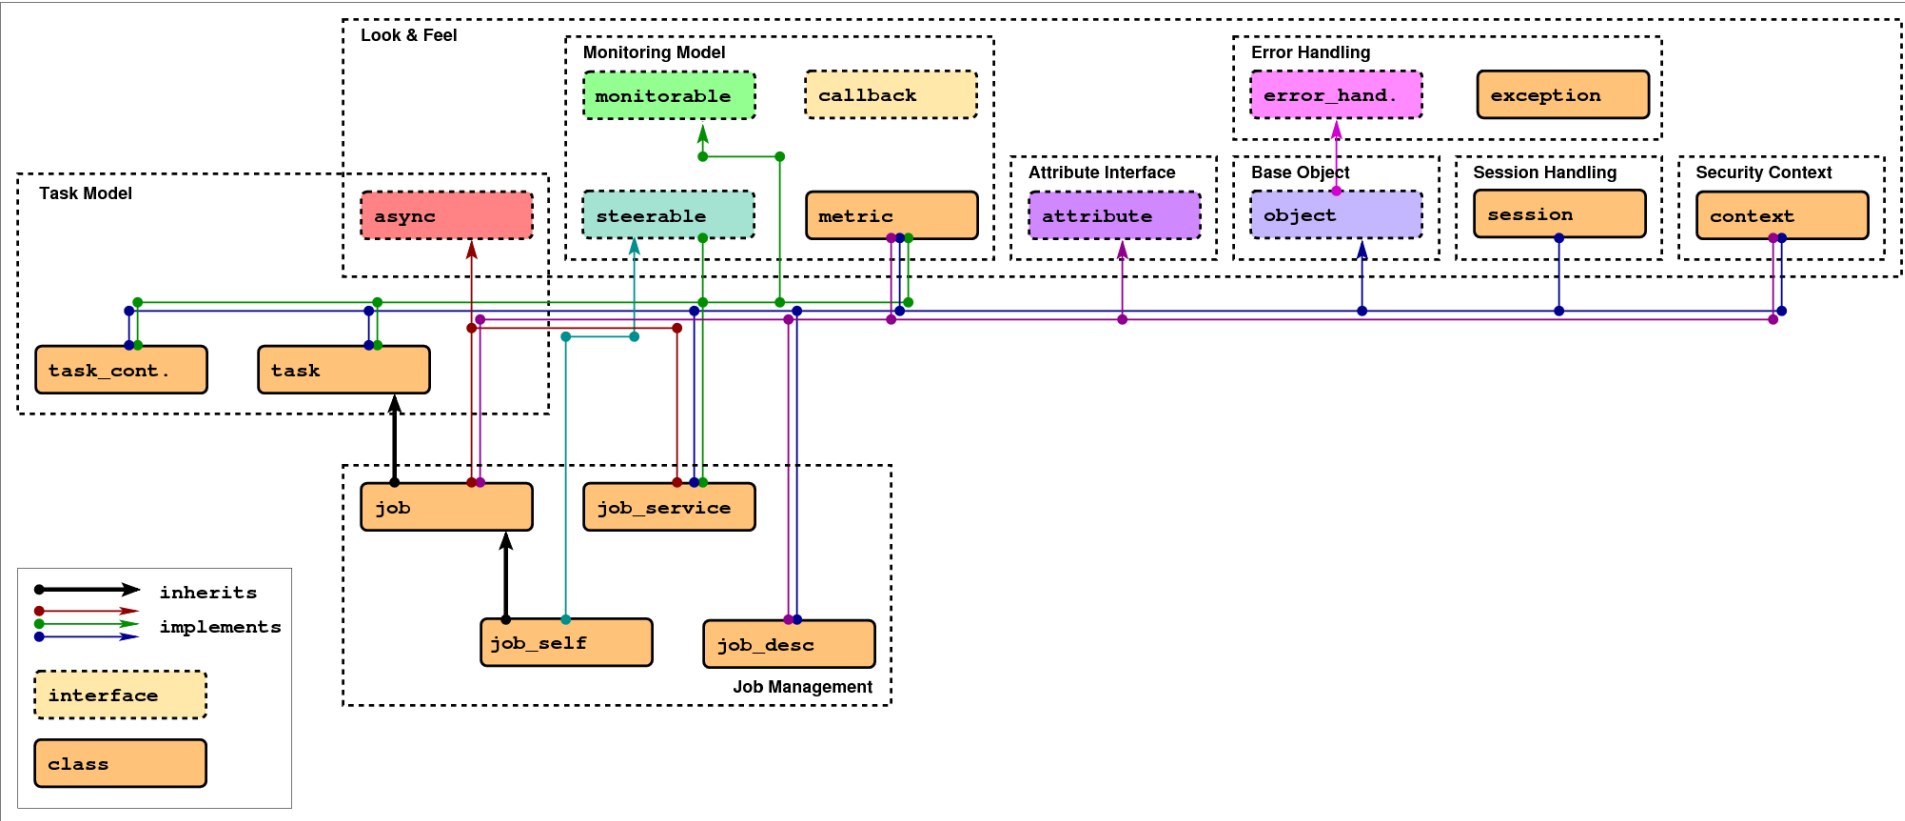 Look & Feel
Monitoring Model
Error Handling
monitorable
callback
error_hand.
exception
Task Model
Attribute Interface
Base Object
Session Handling
Security Context
async
steerable
metric
attribute
object
session
context
task_cont.
task
job
job_service
job_self
job_desc
Job Management
inherits
implements
interface
class